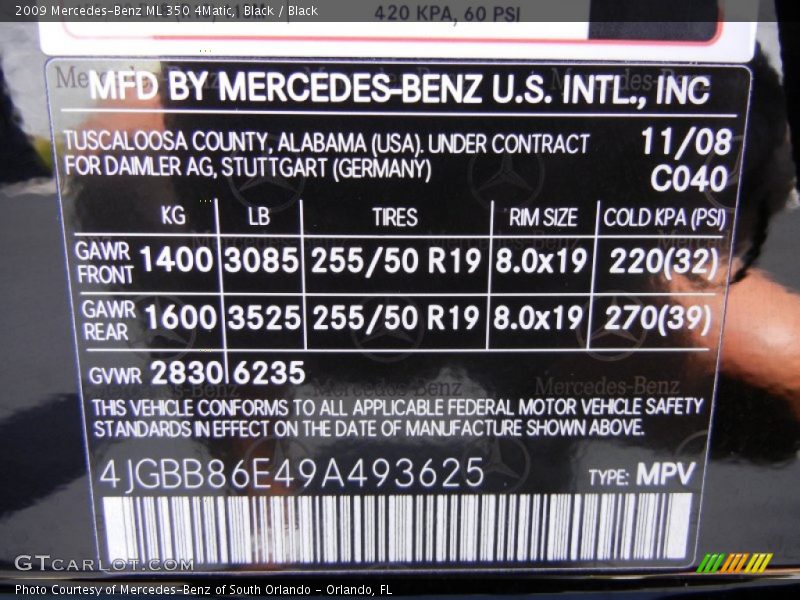 2009 Mercedes-Benz ML 350 4Matic, Black / Black
420 KPA, 60 PSI
MFD BY MERCEDES-BENZ U.S. INTL., INC
TUSCALOOSA COUNTY, ALABAMA (USA). UNDER CONTRACT 11/08
FOR DAIMLER AG, STUTTGART (GERMANY) C040
KG LB TIRES RIM SIZE COLD KPA (PSI)
GAWR FRONT 1400 3085 255/50 R19 8.0x19 220(32)
GAWR REAR 1600 3525 255/50 R19 8.0x19 270(39)
GVWR 2830 6235
Mercedes-Benz Mercedes-Benz
THIS VEHICLE CONFORMS TO ALL APPLICABLE FEDERAL MOTOR VEHICLE SAFETY
STANDARDS IN EFFECT ON THE DATE OF MANUFACTURE SHOWN ABOVE.
4JGBB86E49A493625 TYPE: MPV
GTcarlot.com
Photo Courtesy of Mercedes-Benz of South Orlando - Orlando, FL